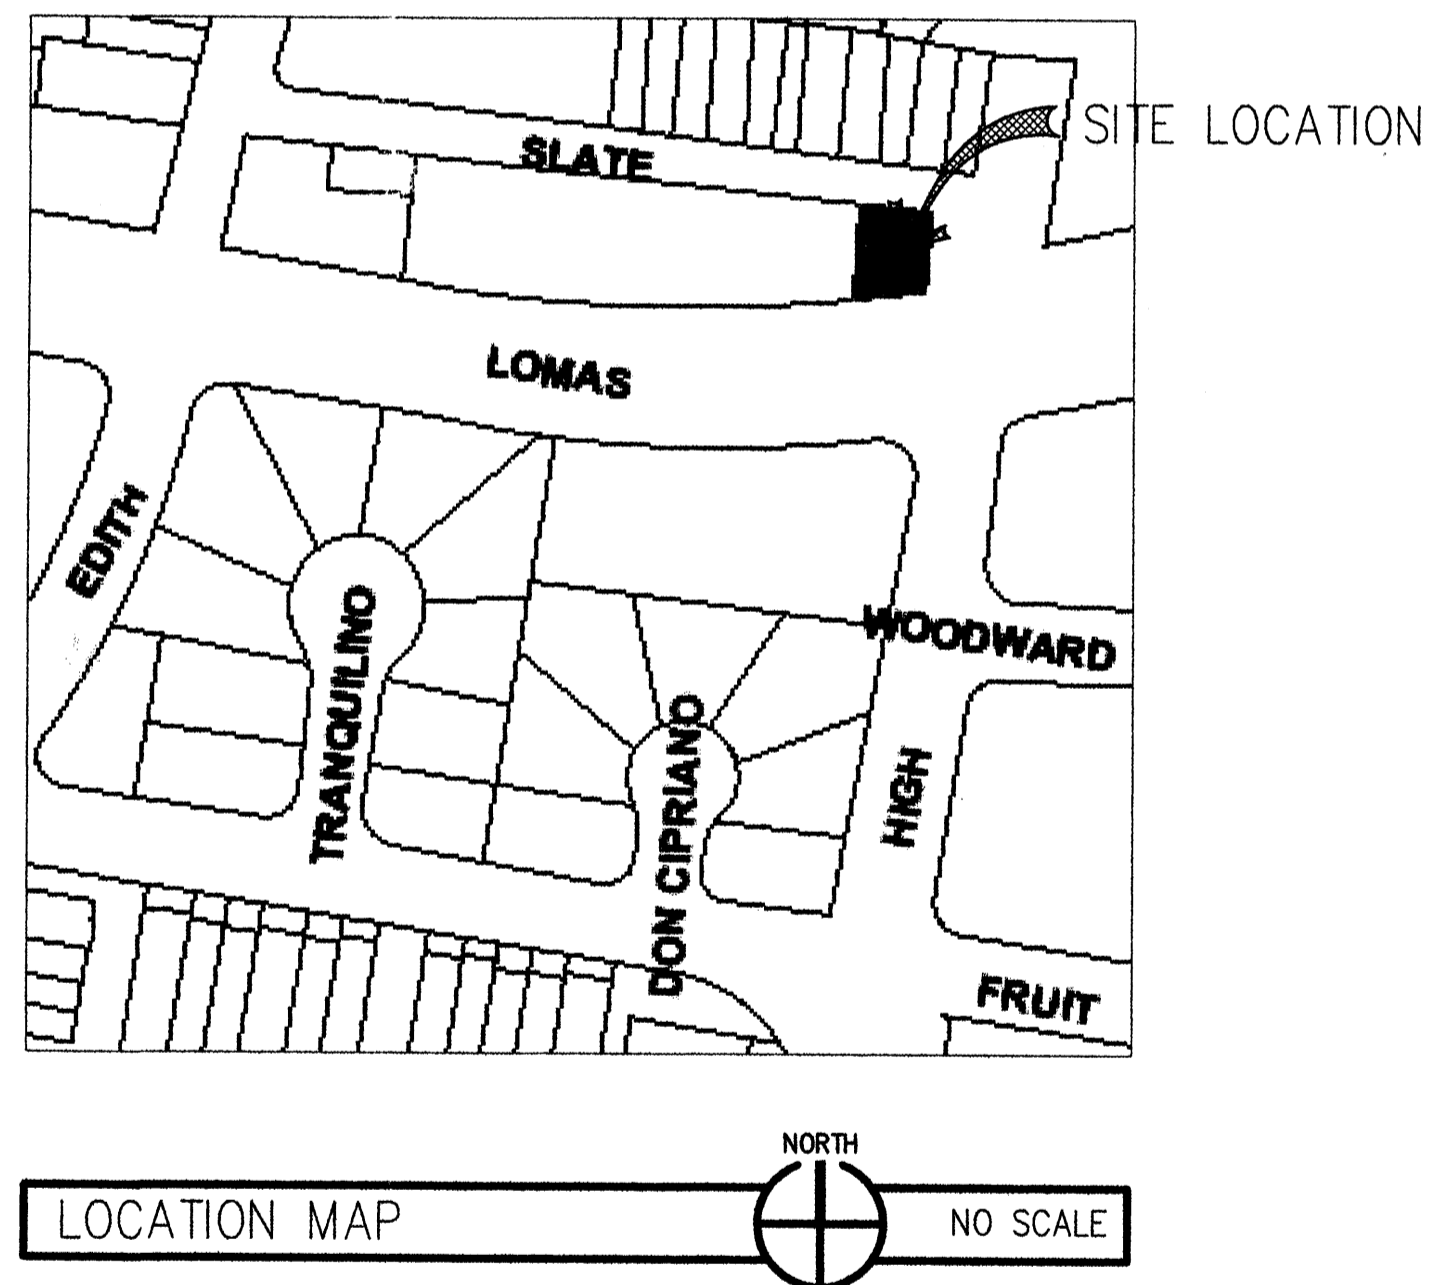 SITE LOCATION
SLATE
LOMAS
EDITH
TRANQUILINO
WOODWARD
DON CIPRIANO
HIGH
FRUIT
NORTH
LOCATION MAP
NO SCALE